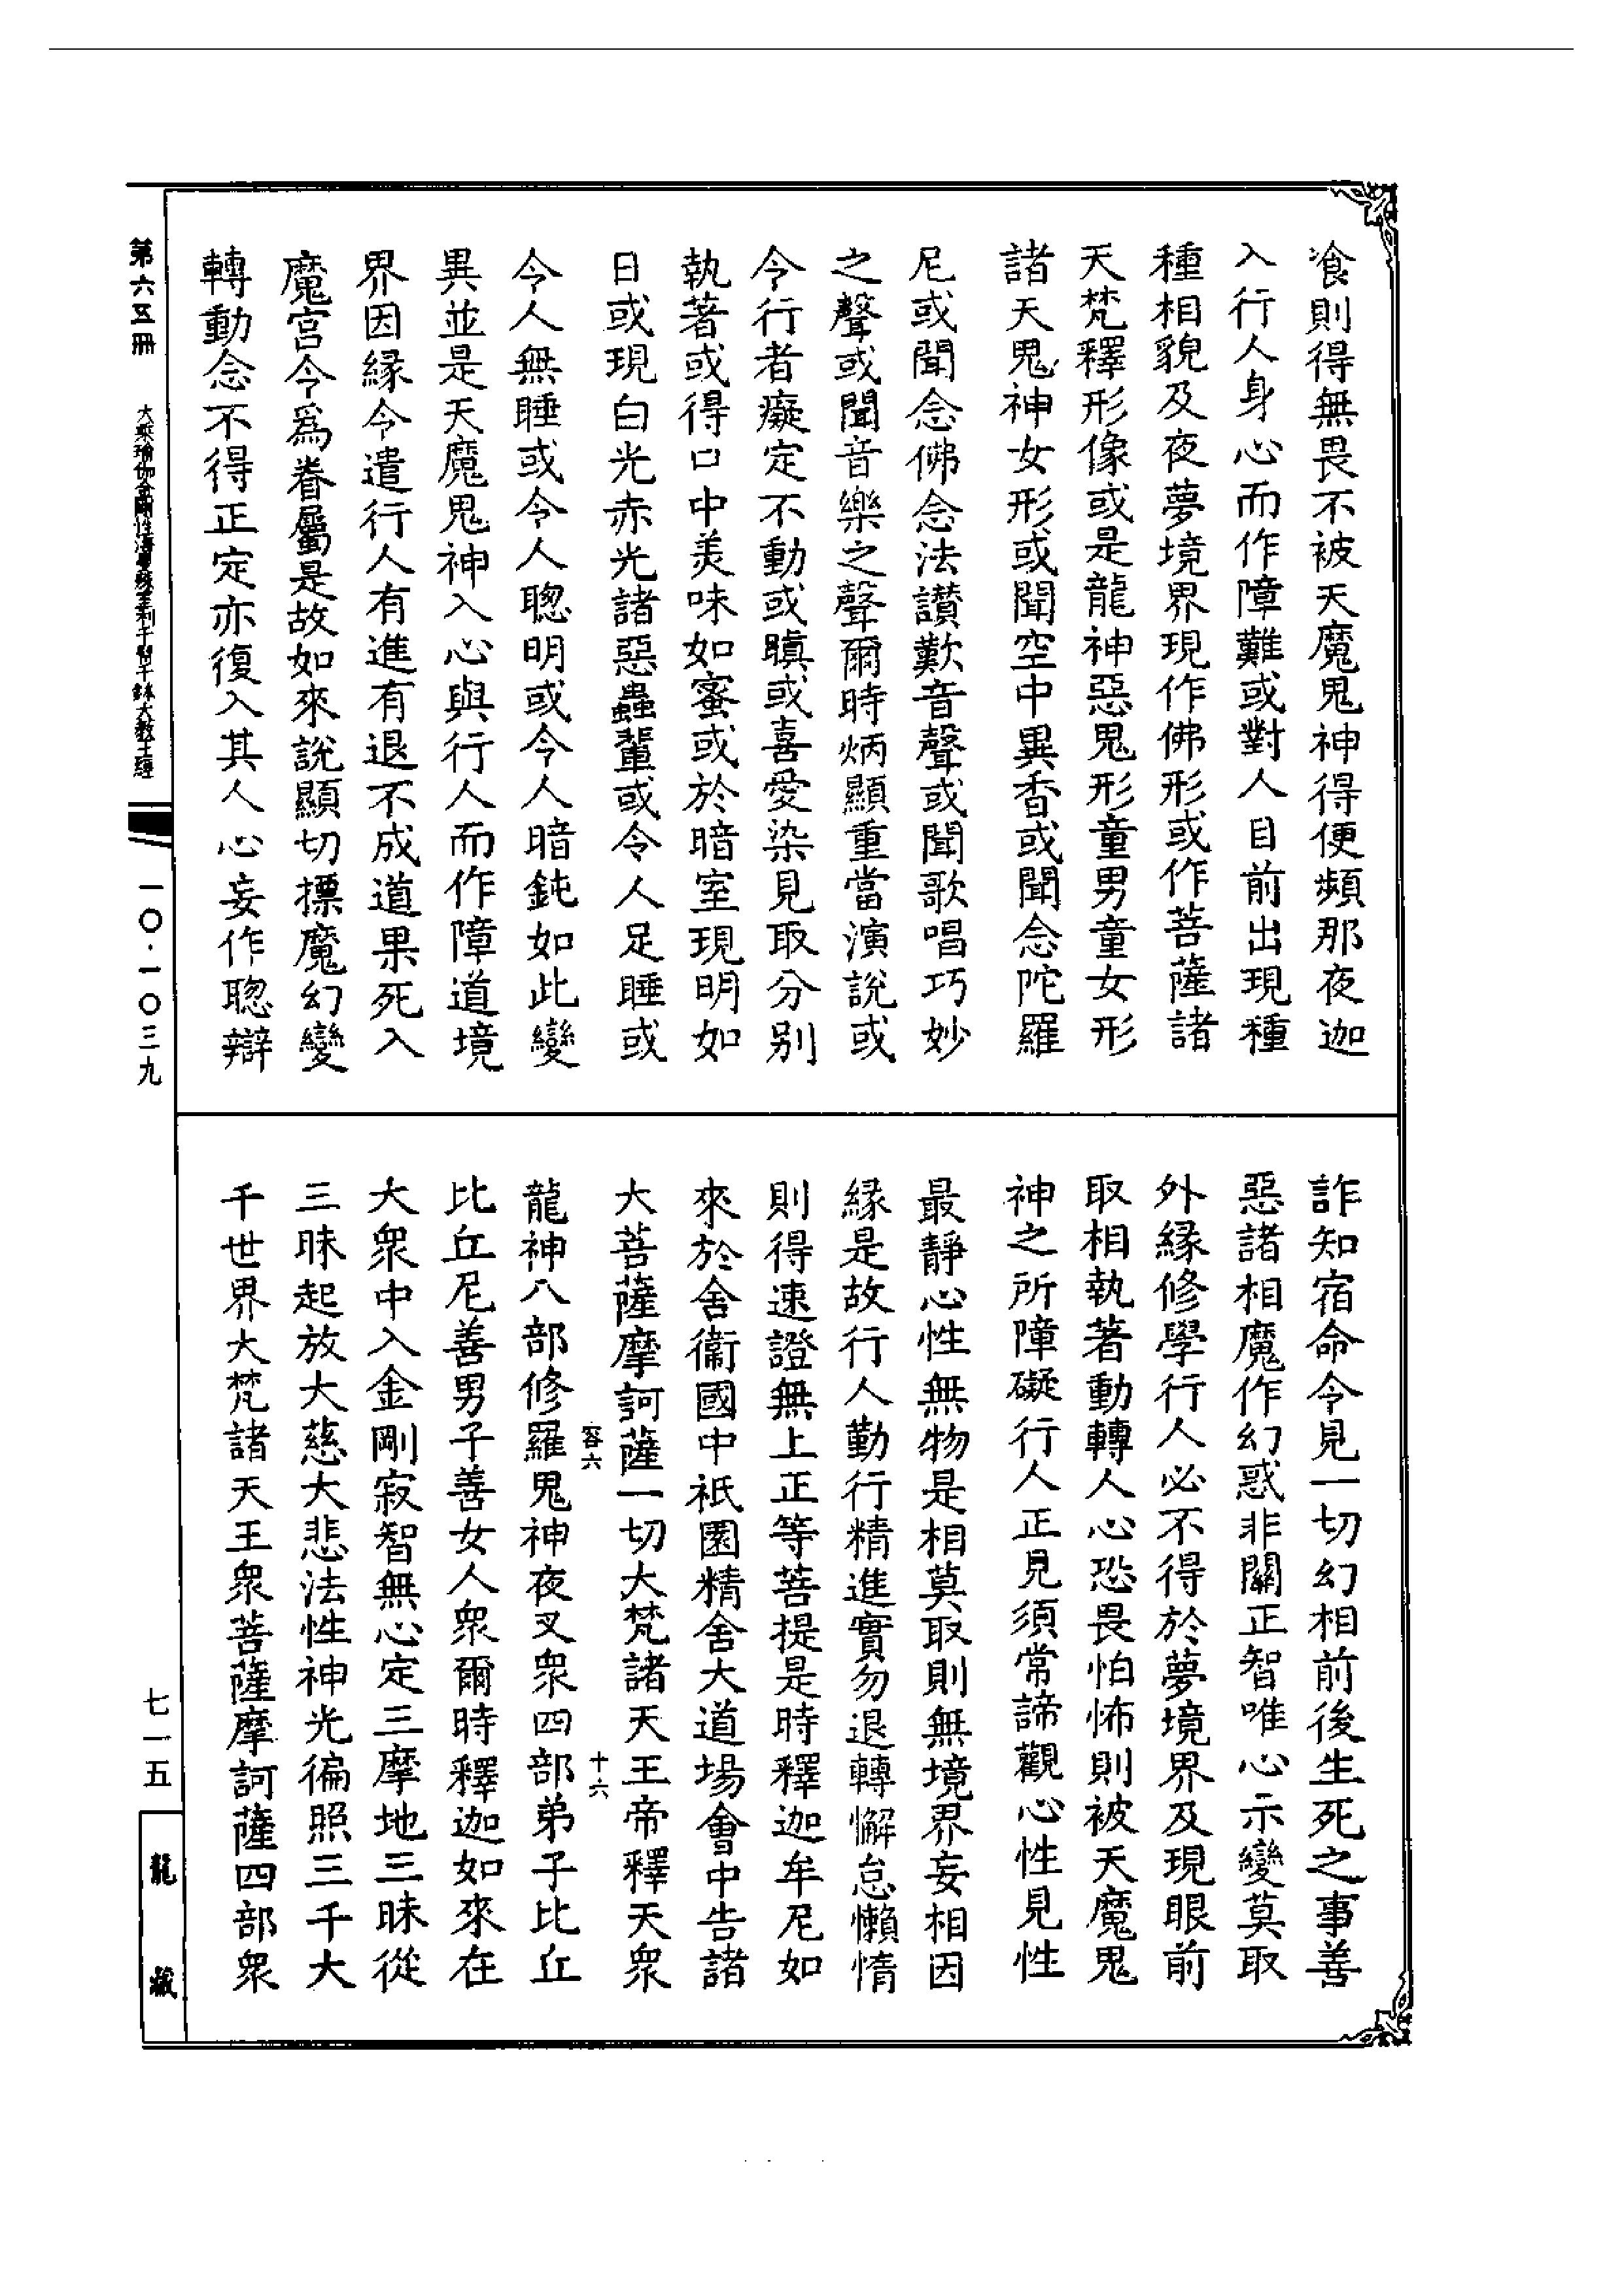 飡則得無畏不被天魔鬼神得便頻那夜迦
入行人身心而作障難或對人目前出現種
種相貌及夜夢境界現作佛形或作菩薩諸
天梵釋形像或是龍神惡鬼形童男童女形
諸天鬼神女形或聞空中異香或聞念陀羅
尼或聞念佛念法讃歎音聲或聞歌唱巧妙
之聲或聞音樂之聲爾時炳顯重當演說或
令行者癡定不動或瞋或喜愛染見取分別
執著或得口中美味如蜜或於暗室現明如
日或現白光赤光諸惡蟲輩或令人足睡或
令人無睡或令人聰明或令人暗鈍如此變
異並是天魔鬼神入心與行人而作障道境
界因緣令遣行人有進有退不成道果死入
魔宮令爲眷屬是故如來說顯切摽魔幻變
轉動念不得正定亦復入其人心妄作聰辯
詐知宿命令見一切幻相前後生死之事善
惡諸相魔作幻惑非關正智唯心示變莫取
外緣修學行人必不得於夢境界及現眼前
取相執著動轉人心恐畏怕怖則被天魔鬼
神之所障礙行人正見須常諦觀心性見性
最靜心性無物是相莫取則無境界妄相因
緣是故行人勤行精進實勿退轉懈怠懶惰
則得速證無上正等菩提是時釋迦牟尼如
來於舍衞國中祇園精舍大道場會中告諸
大菩薩摩訶薩一切大梵諸天王帝釋天衆
容六 十六
龍神八部修羅鬼神夜叉衆四部弟子比丘
比丘尼善男子善女人衆爾時釋迦如來在
大衆中入金剛寂智無心定三摩地三昧從
三昧起放大慈大悲法性神光徧照三千大
千世界大梵諸天王衆菩薩摩訶薩四部衆
第六五冊 大乘瑜伽金剛性海曼殊室利千臂千鉢大教王經 一〇·一〇三九
七一五
龍藏